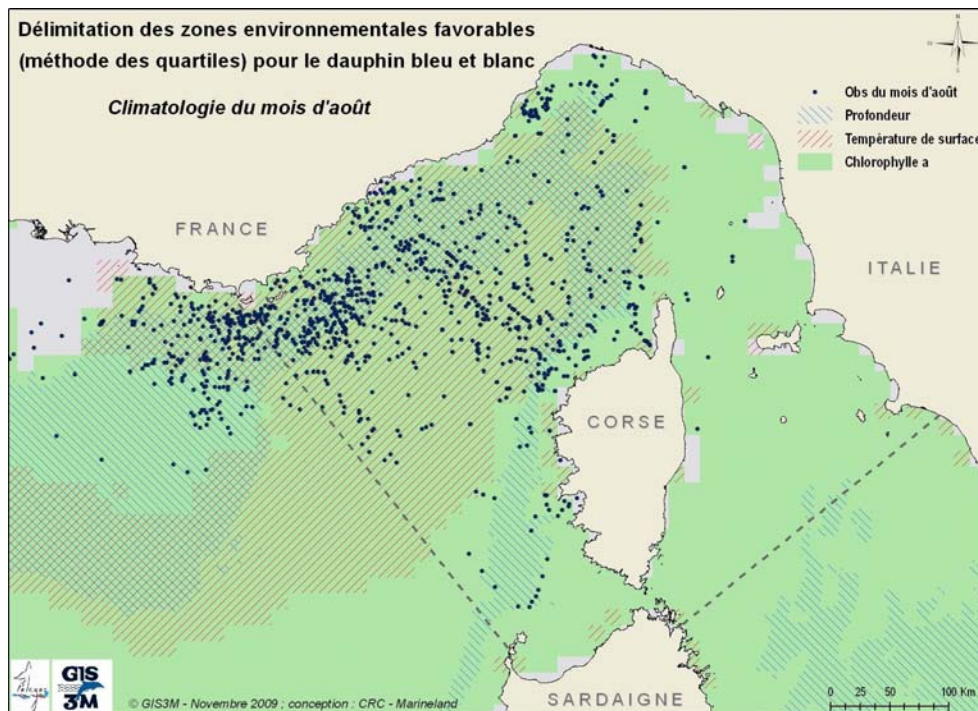 Délimitation des zones environnementales favorables
(méthode des quartiles) pour le dauphin bleu et blanc
Climatologie du mois d'août
N
Obs du mois d'août
Profondeur
Température de surface
Chlorophylle a
FRANCE
ITALIE
CORSE
SARDAIGNE
GIS
3M
© GIS3M - Novembre 2009 ; conception : CRC - Marineland
0 25 50 100 Km